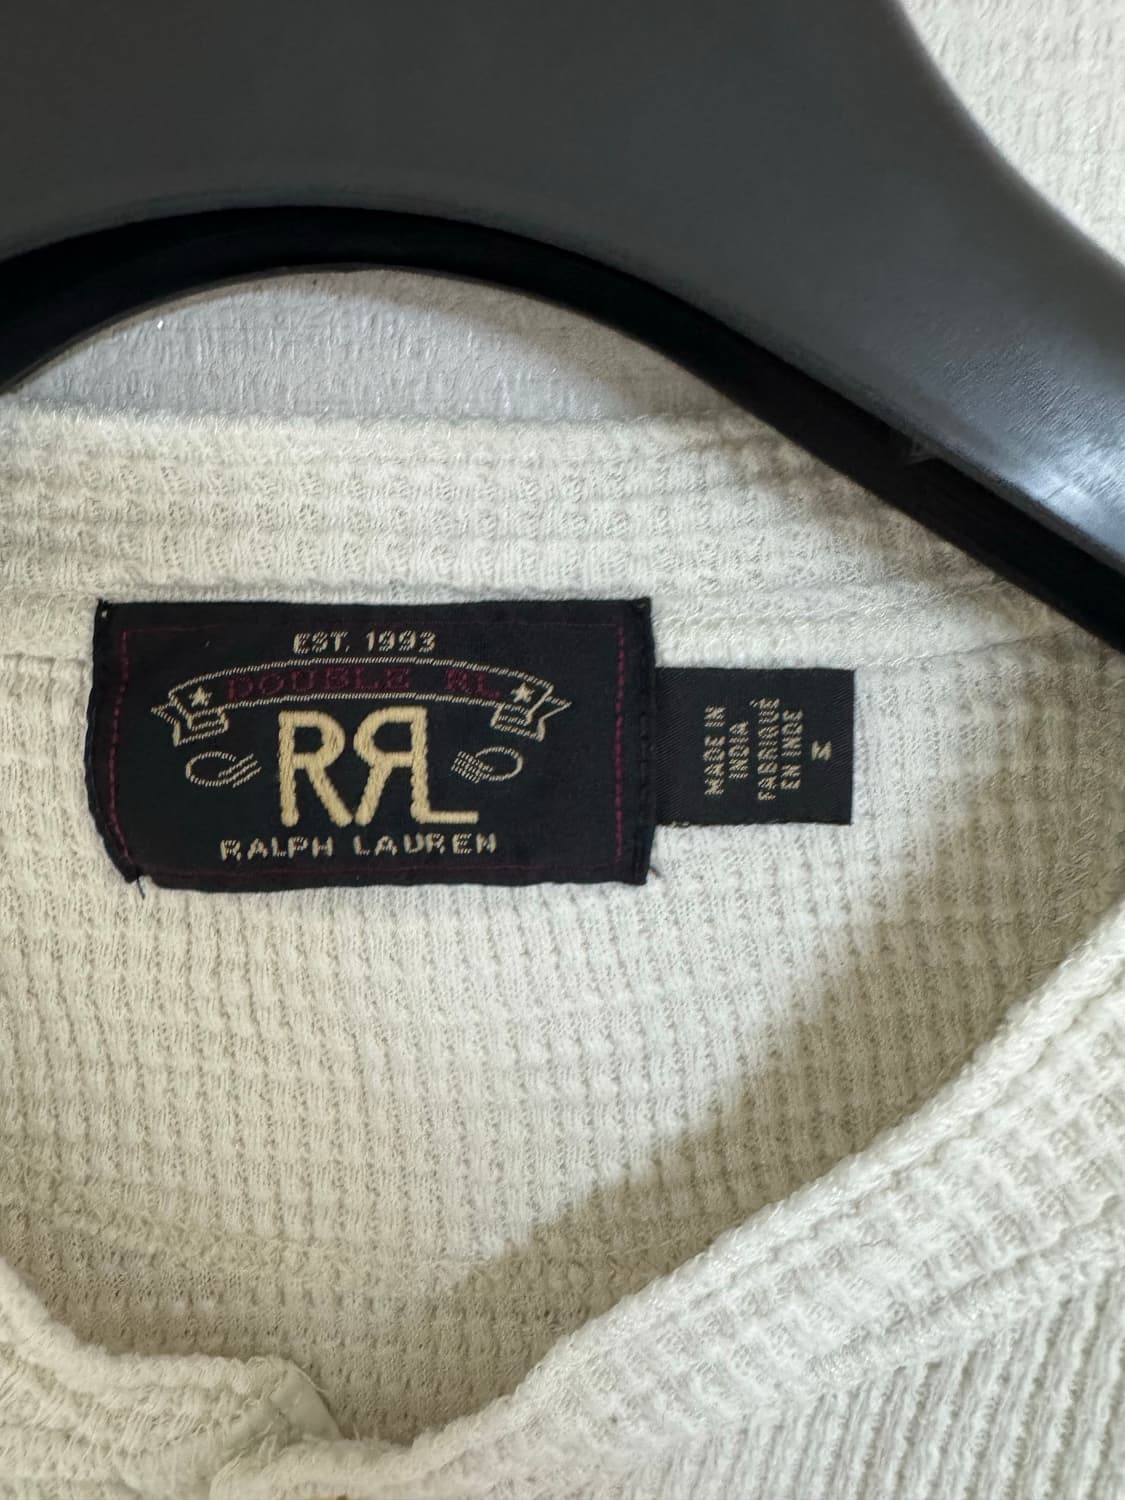 EST. 1993
DOUBLE RL
RRL
RALPH LAUREN
MADE IN
INDIA
FABRIQUÉ
EN INDE
M